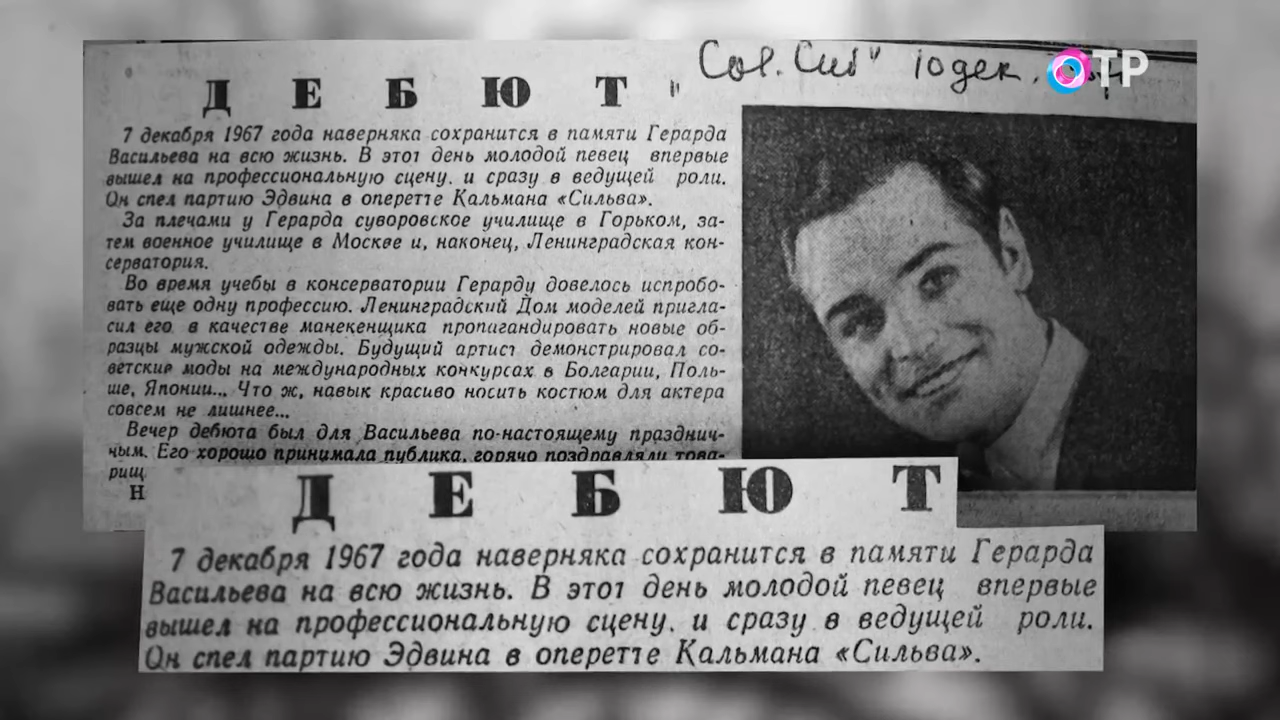 Сов. Сиб" 10 дек.
ОТР
ДЕБЮТ
7 декабря 1967 года наверняка сохранится в памяти Герарда
Васильева на всю жизнь. В этот день молодой певец впервые
вышел на профессиональную сцену, и сразу в ведущей роли.
Он спел партию Эдвина в оперетте Кальмана «Сильва».
За плечами у Герарда суворовское училище в Горьком, за-
тем военное училище в Москве и, наконец, Ленинградская кон-
серватория.
Во время учебы в консерватории Герарду довелось испробо-
вать еще одну профессию. Ленинградский Дом моделей пригла-
сил его в качестве манекенщика пропагандировать новые об-
разцы мужской одежды. Будущий артист демонстрировал со-
ветские моды на международных конкурсах в Болгарии, Поль-
ше, Японии... Что ж, навык красиво носить костюм для актера
совсем не лишнее...
Вечер дебюта был для Васильева по-настоящему празднич-
ным. Его хорошо принимала публика, горячо поздравляли това-
рищ
Н
ДЕБЮТ
7 декабря 1967 года наверняка сохранится в памяти Герарда
Васильева на всю жизнь. В этот день молодой певец впервые
вышел на профессиональную сцену, и сразу в ведущей роли.
Он спел партию Эдвина в оперетте Кальмана «Сильва».